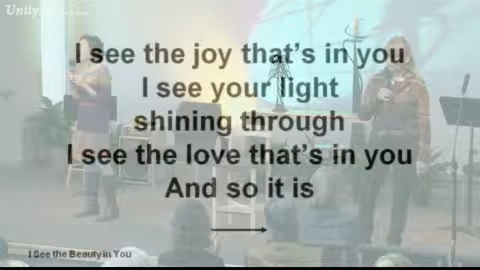 Unity
I see the joy that's in you
I see your light
shining through
I see the love that's in you
And so it is
I See the Beauty in You